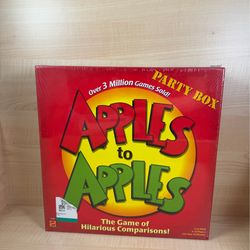 PARTY BOX
Over 3 Million Games Sold!
APPLES
to
APPLES
The Game of
Hilarious Comparisons!